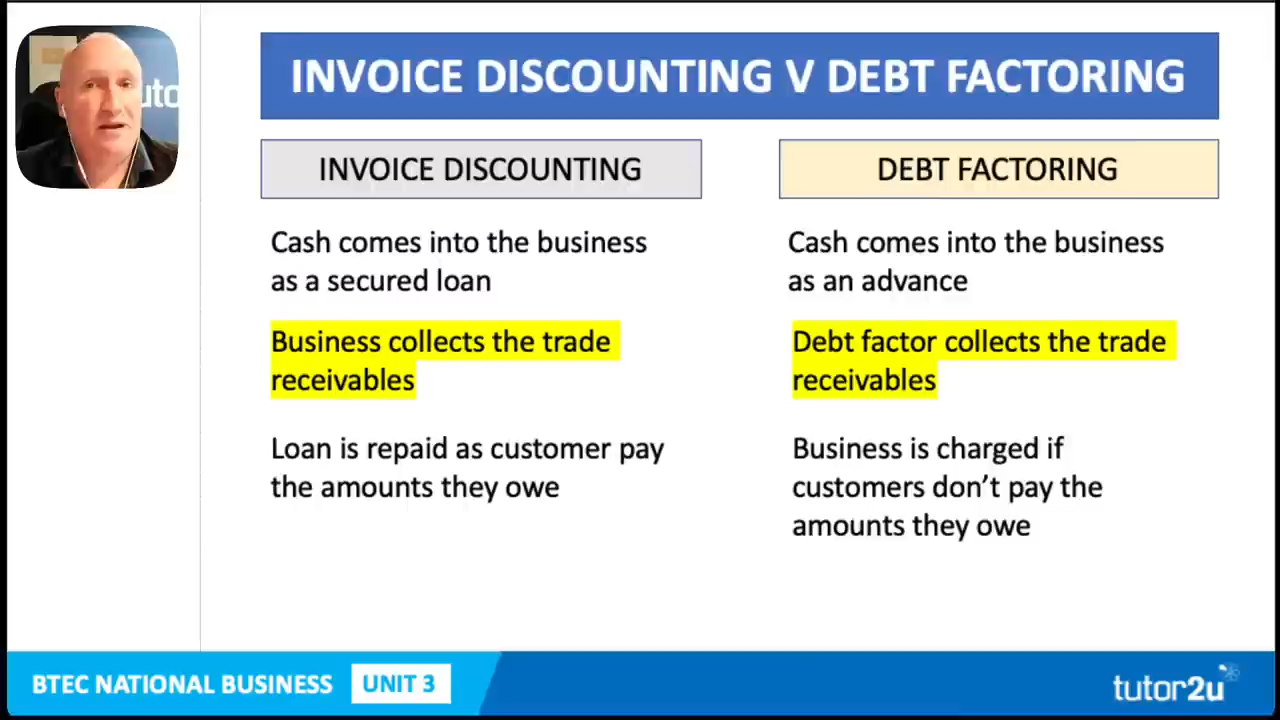 INVOICE DISCOUNTING V DEBT FACTORING
INVOICE DISCOUNTING
Cash comes into the business
as a secured loan
Business collects the trade
receivables
Loan is repaid as customer pay
the amounts they owe
DEBT FACTORING
Cash comes into the business
as an advance
Debt factor collects the trade
receivables
Business is charged if
customers don’t pay the
amounts they owe
uto
BTEC NATIONAL BUSINESS
UNIT 3
tutor2u